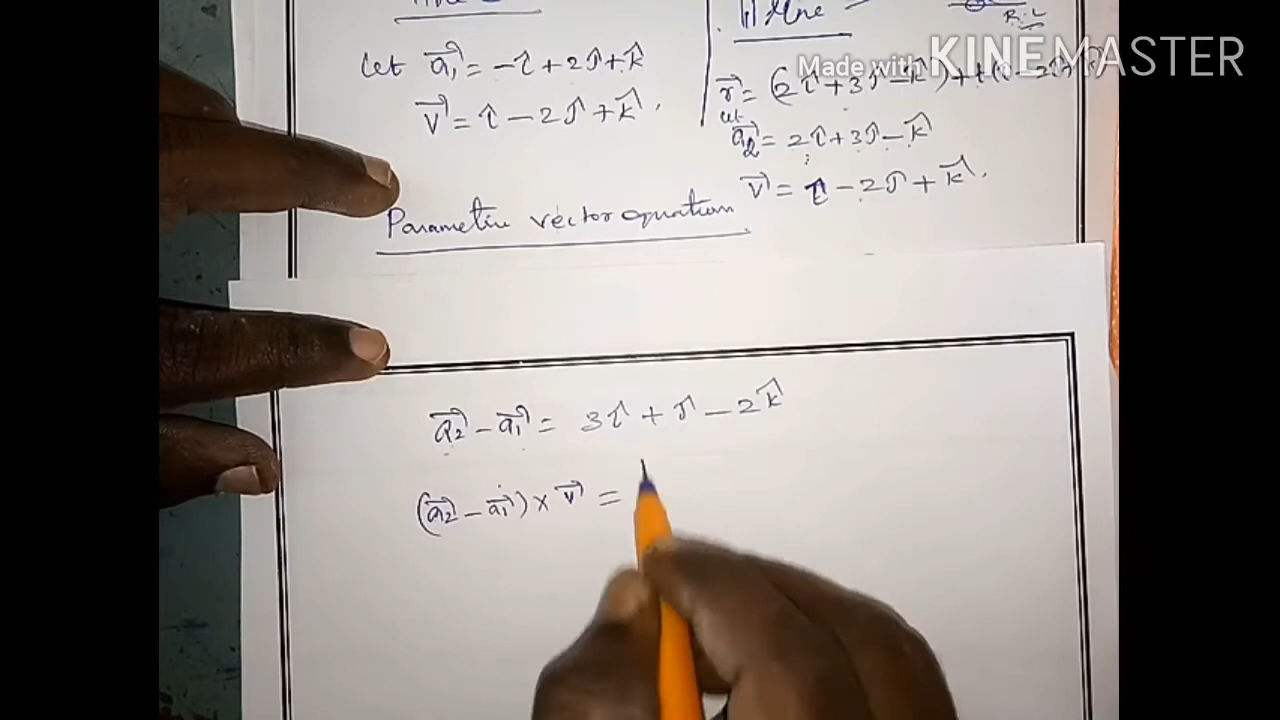 R.L
Made with KINEMASTER
let a₁⃗ = -î + 2ĵ + k̂
v⃗ = î - 2ĵ + k̂.
r⃗ = (2î + 3ĵ - k̂) + t(î - 2ĵ
let
a₂⃗ = 2î + 3ĵ - k̂
v⃗ = î - 2ĵ + k̂.
Parametric vector equation
a₂⃗ - a₁⃗ = 3î + ĵ - 2k̂
(a₂⃗ - a₁⃗) × v⃗ =